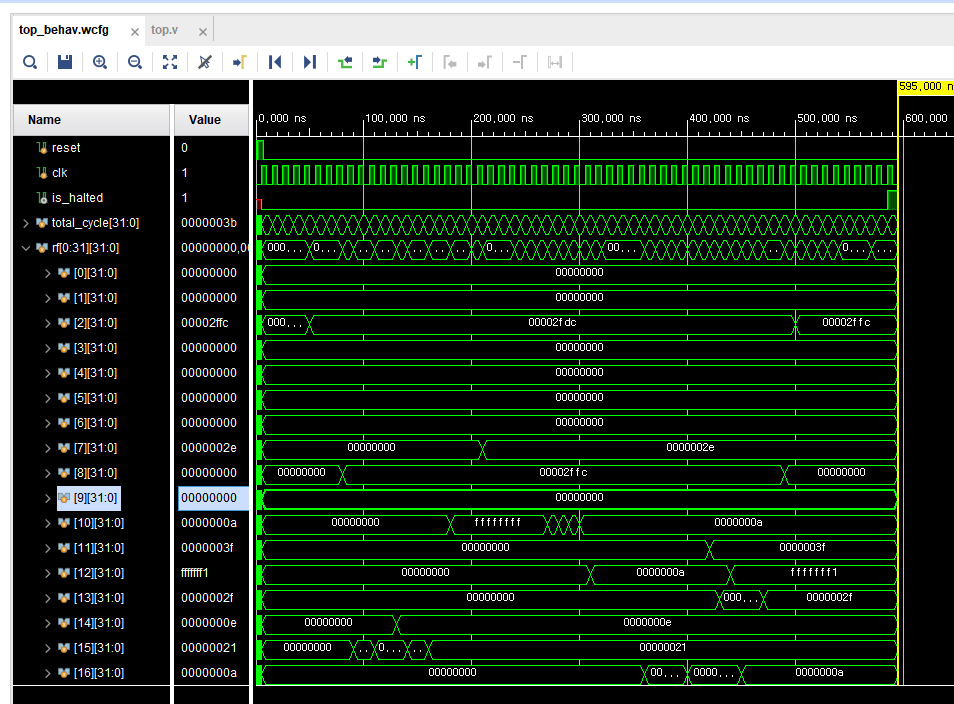 top_behav.wcfg × top.v ×
595,000 n
Name Value 0,000 ns 100,000 ns 200,000 ns 300,000 ns 400,000 ns 500,000 ns 600,000
reset 0
clk 1
is_halted 1
total_cycle[31:0] 0000003b
rf[0:31][31:0] 00000000,00 000... 0... ... ... ... ... 0... 00... 0... ...
[0][31:0] 00000000 00000000
[1][31:0] 00000000 00000000
[2][31:0] 00002ffc 000... 00002fdc 00002ffc
[3][31:0] 00000000 00000000
[4][31:0] 00000000 00000000
[5][31:0] 00000000 00000000
[6][31:0] 00000000 00000000
[7][31:0] 0000002e 00000000 0000002e
[8][31:0] 00000000 00000000 00002ffc 00000000
[9][31:0] 00000000 00000000
[10][31:0] 0000000a 00000000 ffffffff 0000000a
[11][31:0] 0000003f 00000000 0000003f
[12][31:0] fffffff1 00000000 0000000a fffffff1
[13][31:0] 0000002f 00000000 000... 0000002f
[14][31:0] 0000000e 00000000 0000000e
[15][31:0] 00000021 00000000 ... 0... ... 00000021
[16][31:0] 0000000a 00000000 00... 0000... 0000000a